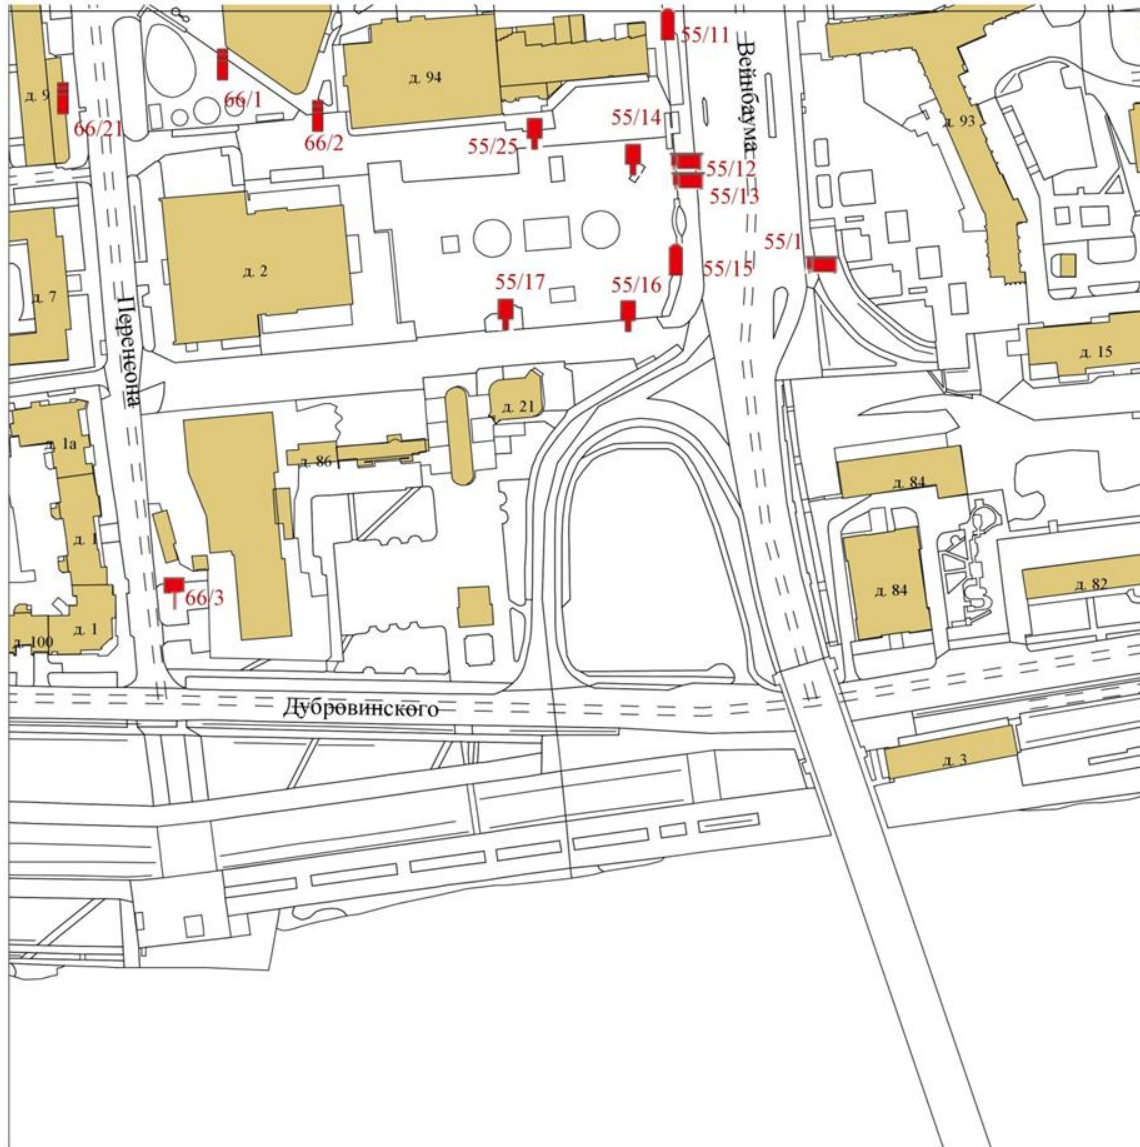 55/11
Вейнбаума
д. 94
д. 9
66/1
66/21
66/2
55/14
55/25
д. 93
55/12
55/13
55/1
д. 2
55/15
55/17
55/16
д. 7
Перенсона
д. 15
д. 21
д. 1а
д. 86
д. 84
д. 1
д. 82
д. 84
66/3
д. 1
д. 100
Дубровинского
д. 3